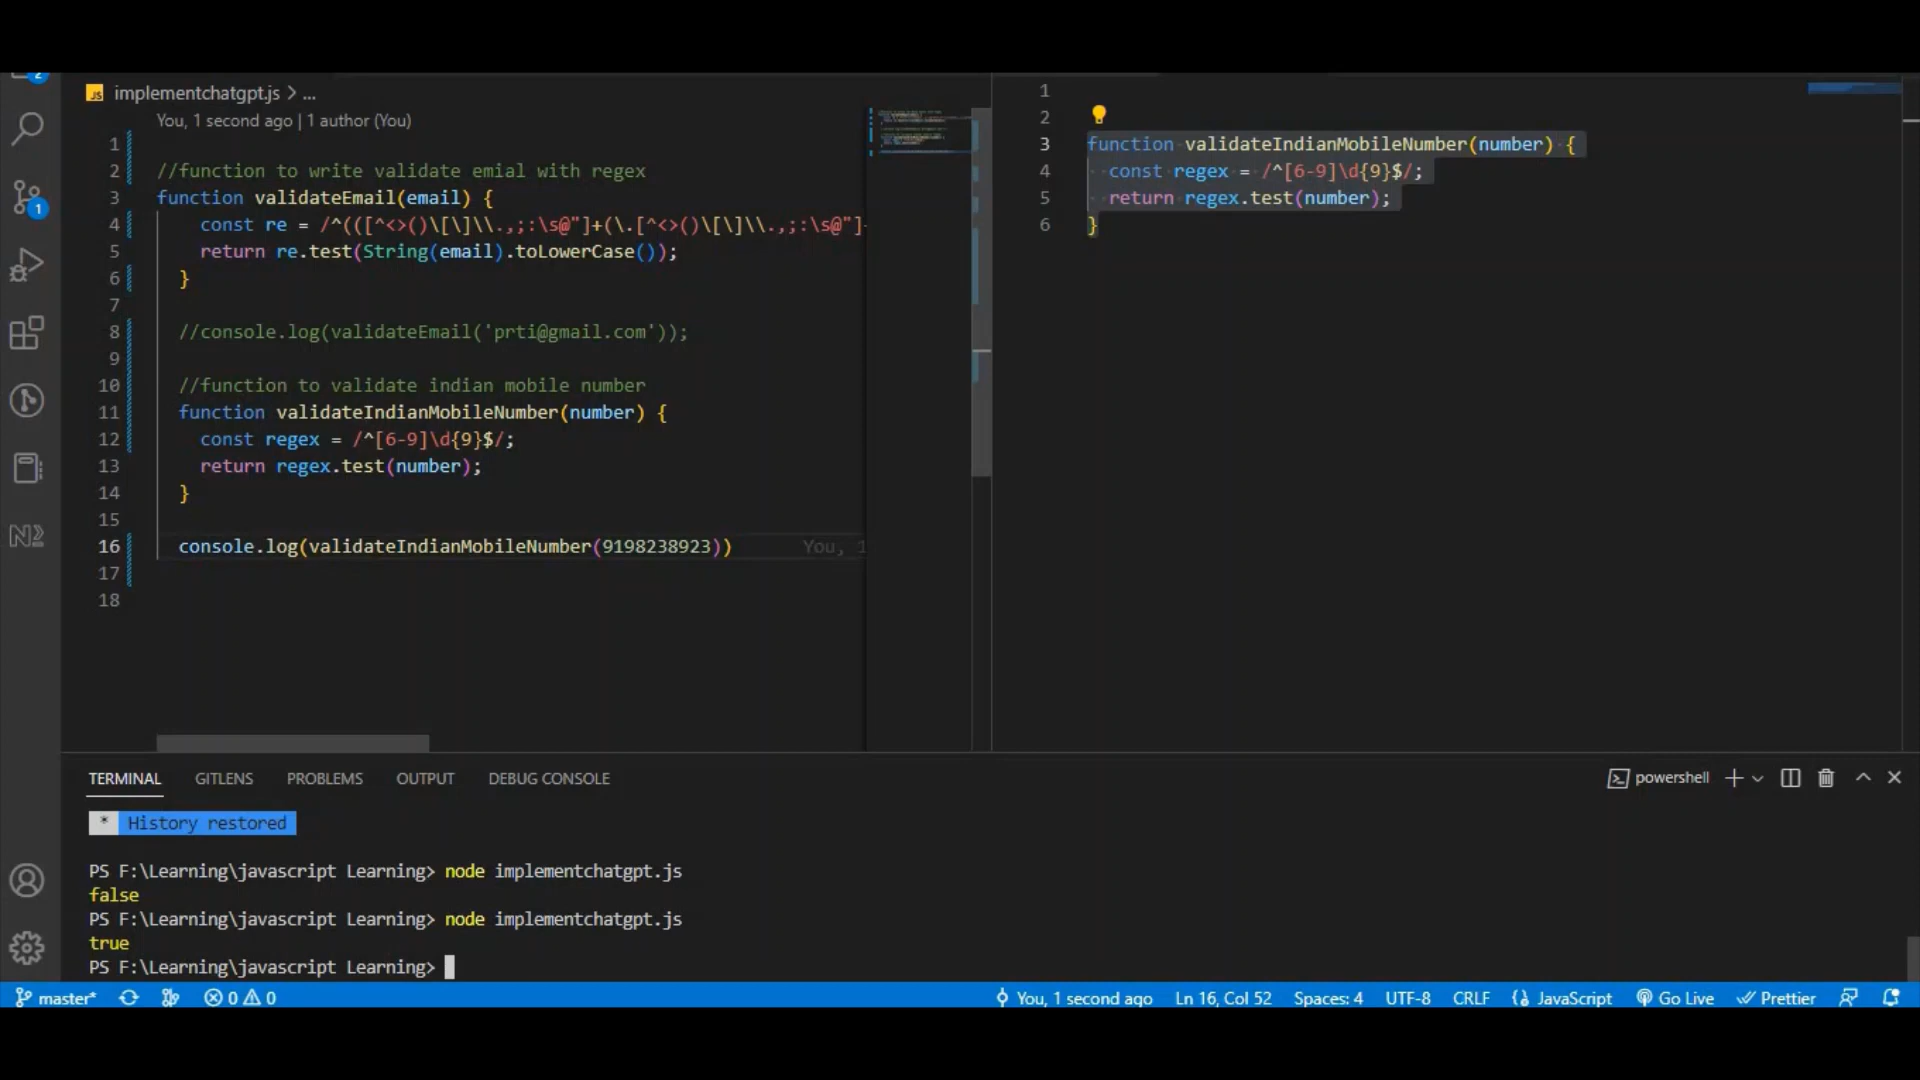 2
implementchatgpt.js > ...
You, 1 second ago | 1 author (You)
1
2 //function to write validate emial with regex
3 function validateEmail(email) {
4 const re = /^(([^<>()\[\]\\.,;:\s@"]+(\.[^<>()\[\]\\.,;:\s@"]
5 return re.test(String(email).toLowerCase());
6 }
7
8 //console.log(validateEmail('prti@gmail.com'));
9
10 //function to validate indian mobile number
11 function validateIndianMobileNumber(number) {
12 const regex = /^[6-9]\d{9}$/;
13 return regex.test(number);
14 }
15
16 console.log(validateIndianMobileNumber(9198238923)) You, 1
17
18
1
1
2
3 function validateIndianMobileNumber(number) {
4 const regex = /^[6-9]\d{9}$/;
5 return regex.test(number);
6 }
TERMINAL GITLENS PROBLEMS OUTPUT DEBUG CONSOLE
powershell
* History restored
PS F:\Learning\javascript Learning> node implementchatgpt.js
false
PS F:\Learning\javascript Learning> node implementchatgpt.js
true
PS F:\Learning\javascript Learning>
master* 0 0 You, 1 second ago Ln 16, Col 52 Spaces: 4 UTF-8 CRLF JavaScript Go Live Prettier